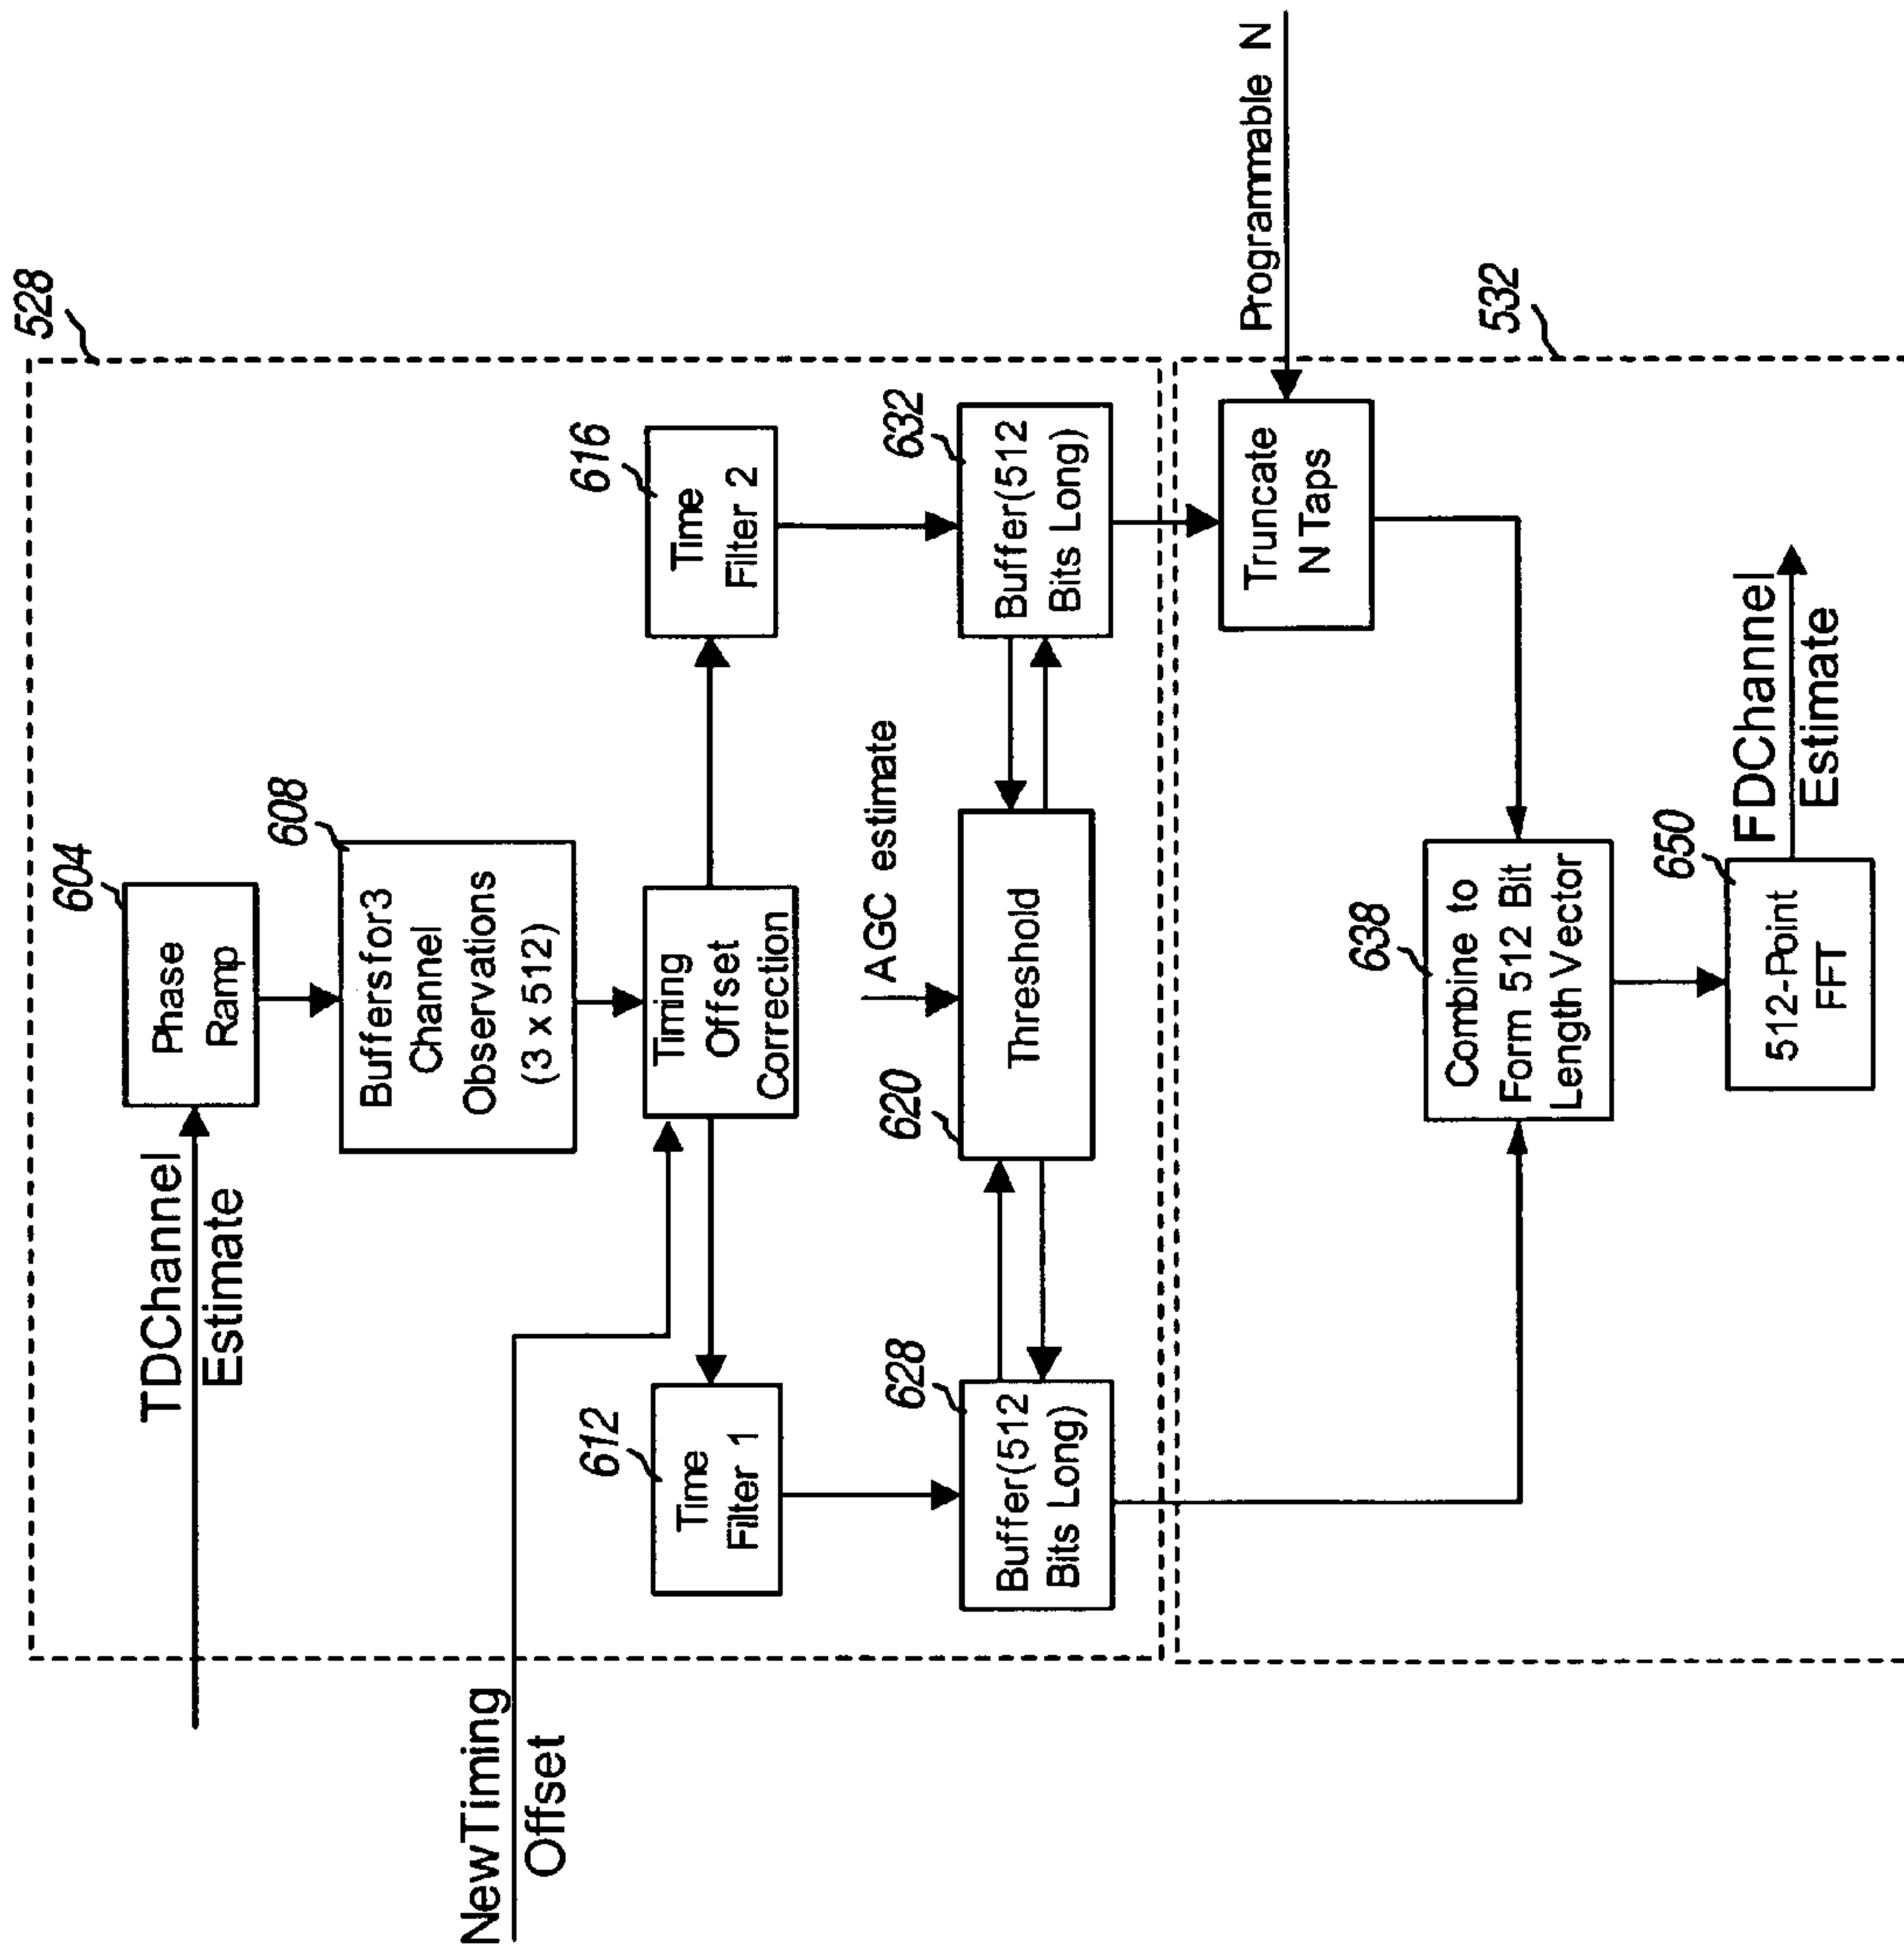 528
604
TDChannel
Estimate
Phase
Ramp
608
Buffersfor3
Channel
Observations
(3 x 512)
NewTiming
Offset
Timing
Offset
Correction
612
Time
Filter 1
616
Time
Filter 2
AGC estimate
628
Buffer(512
Bits Long)
620
Threshold
632
Buffer(512
Bits Long)
Programmable N
Truncate
N Taps
532
638
Combine to
Form 512 Bit
Length Vector
650
512-Point
FFT
FDChannel
Estimate